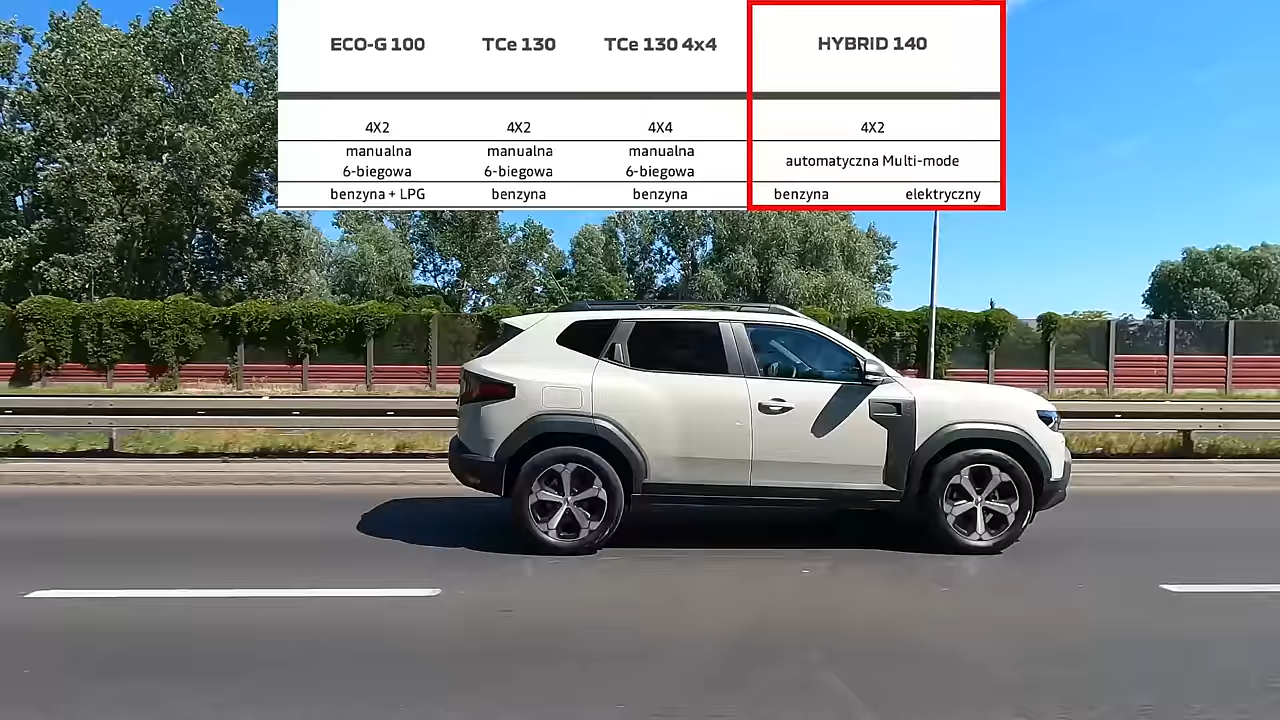 ECO-G 100 TCe 130 TCe 130 4x4 HYBRID 140
4X2 4X2 4X4 4X2
manualna manualna manualna automatyczna Multi-mode
6-biegowa 6-biegowa 6-biegowa
benzyna + LPG benzyna benzyna benzyna elektryczny